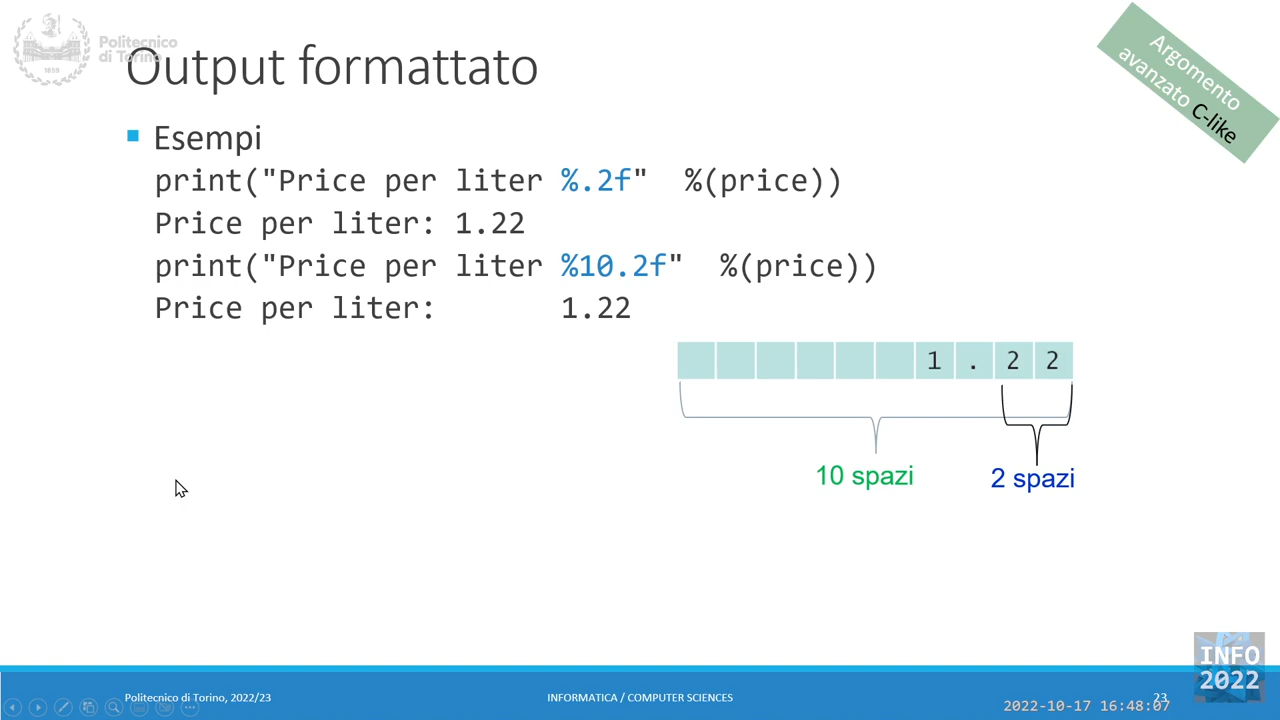 Politecnico
di Torino
1859
Output formattato
Argomento
avanzato C-like
Esempi
print("Price per liter %.2f"  %(price))
Price per liter: 1.22
print("Price per liter %10.2f"  %(price))
Price per liter:       1.22
1 . 2 2
10 spazi
2 spazi
INFO
2022
Politecnico di Torino, 2022/23
INFORMATICA / COMPUTER SCIENCES
23
2022-10-17 16:48:07